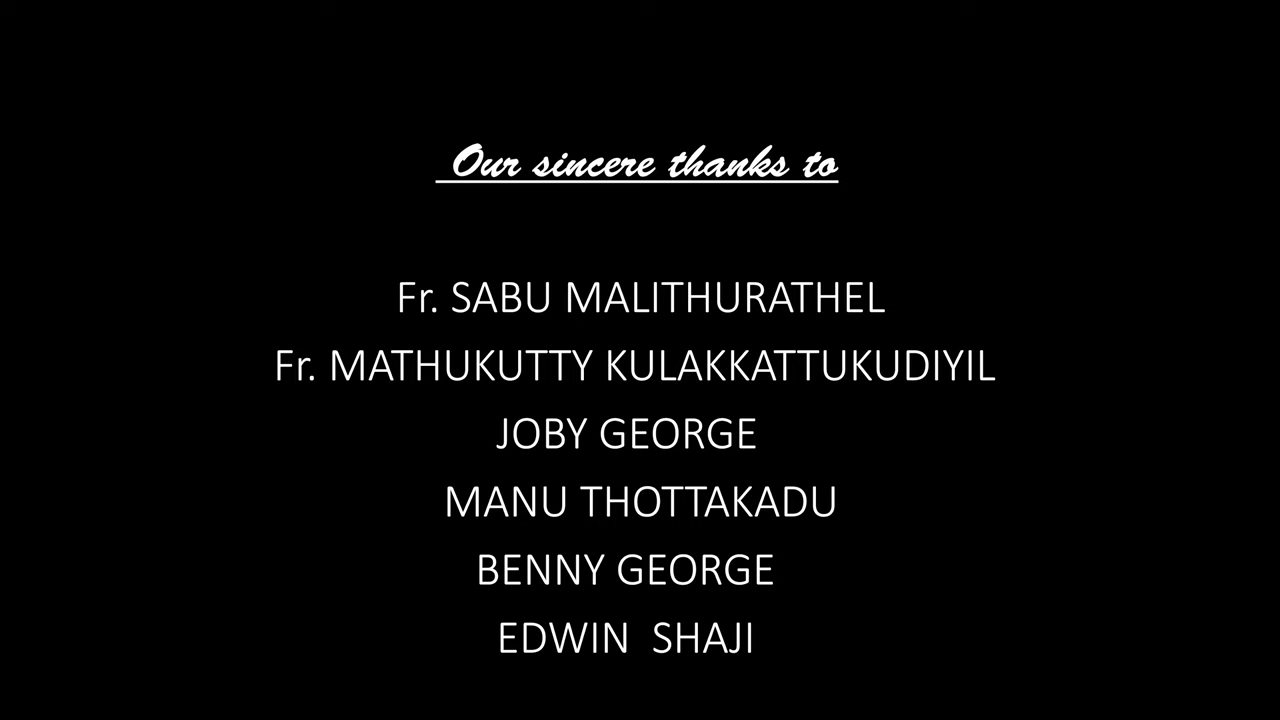 Our sincere thanks to
Fr. SABU MALITHURATHEL
Fr. MATHUKUTTY KULAKKATTUKUDIYIL
JOBY GEORGE
MANU THOTTAKADU
BENNY GEORGE
EDWIN  SHAJI